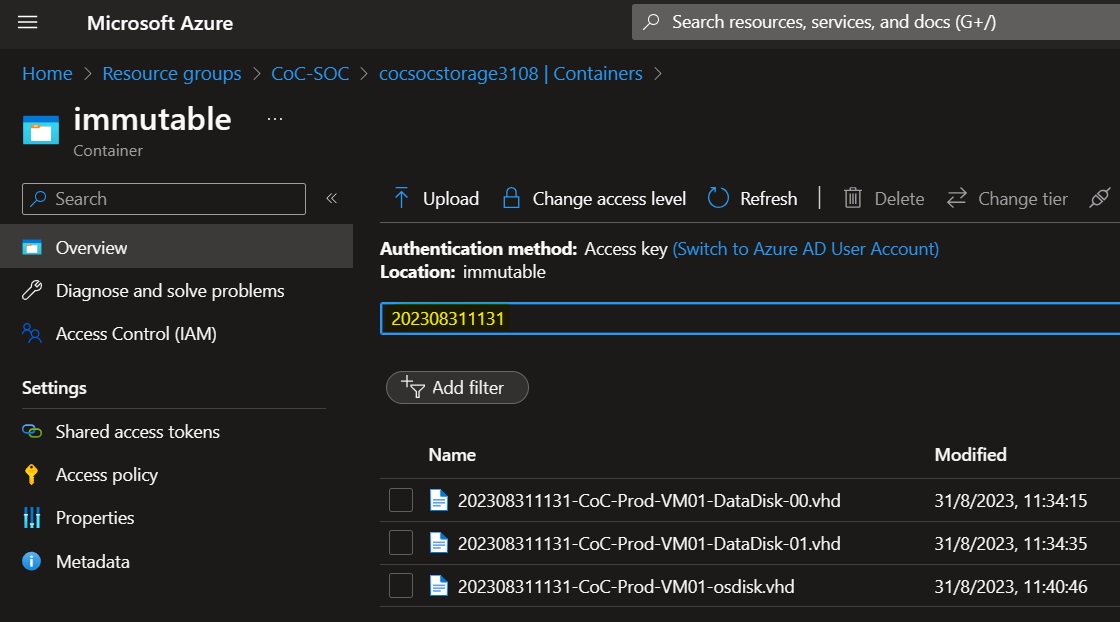 Microsoft Azure
Search resources, services, and docs (G+/)
Home > Resource groups > CoC-SOC > cocsocstorage3108 | Containers >
immutable ...
Container
Search «
Upload Change access level Refresh | Delete Change tier
Overview
Diagnose and solve problems
Access Control (IAM)
Settings
Shared access tokens
Access policy
Properties
Metadata
Authentication method: Access key (Switch to Azure AD User Account)
Location: immutable
202308311131
Add filter
Name Modified
202308311131-CoC-Prod-VM01-DataDisk-00.vhd 31/8/2023, 11:34:15
202308311131-CoC-Prod-VM01-DataDisk-01.vhd 31/8/2023, 11:34:35
202308311131-CoC-Prod-VM01-osdisk.vhd 31/8/2023, 11:40:46